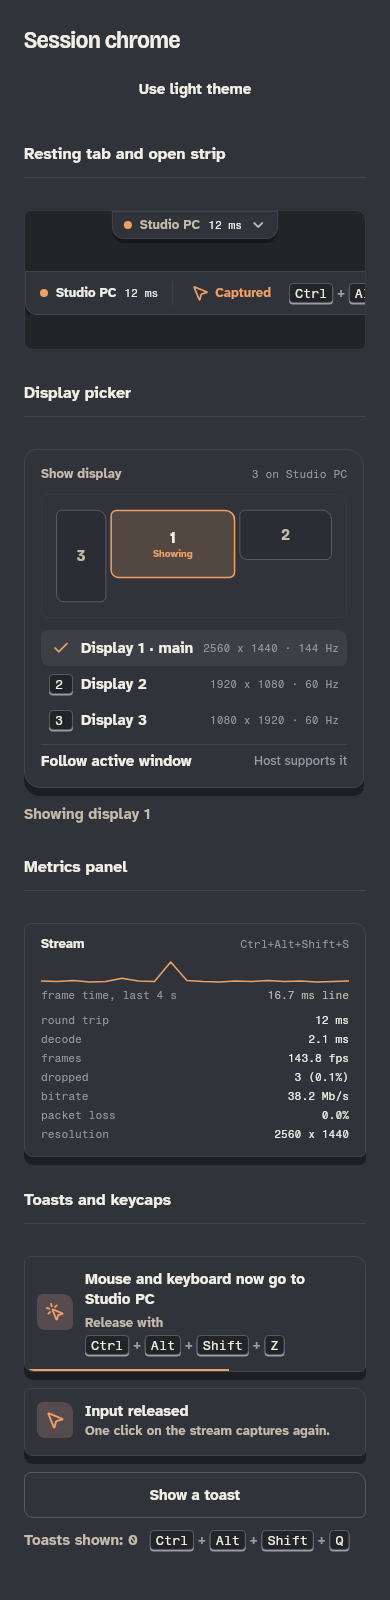 Session chrome
Use light theme
Resting tab and open strip
Studio PC 12 ms
Studio PC 12 ms Captured Ctrl + A
Display picker
Show display 3 on Studio PC
3
1
Showing
2
Display 1 · main 2560 x 1440 · 144 Hz
2 Display 2 1920 x 1080 · 60 Hz
3 Display 3 1080 x 1920 · 60 Hz
Follow active window Host supports it
Showing display 1
Metrics panel
Stream Ctrl+Alt+Shift+S
frame time, last 4 s 16.7 ms line
round trip 12 ms
decode 2.1 ms
frames 143.8 fps
dropped 3 (0.1%)
bitrate 38.2 Mb/s
packet loss 0.0%
resolution 2560 x 1440
Toasts and keycaps
Mouse and keyboard now go to
Studio PC
Release with
Ctrl + Alt + Shift + Z
Input released
One click on the stream captures again.
Show a toast
Toasts shown: 0 Ctrl + Alt + Shift + Q